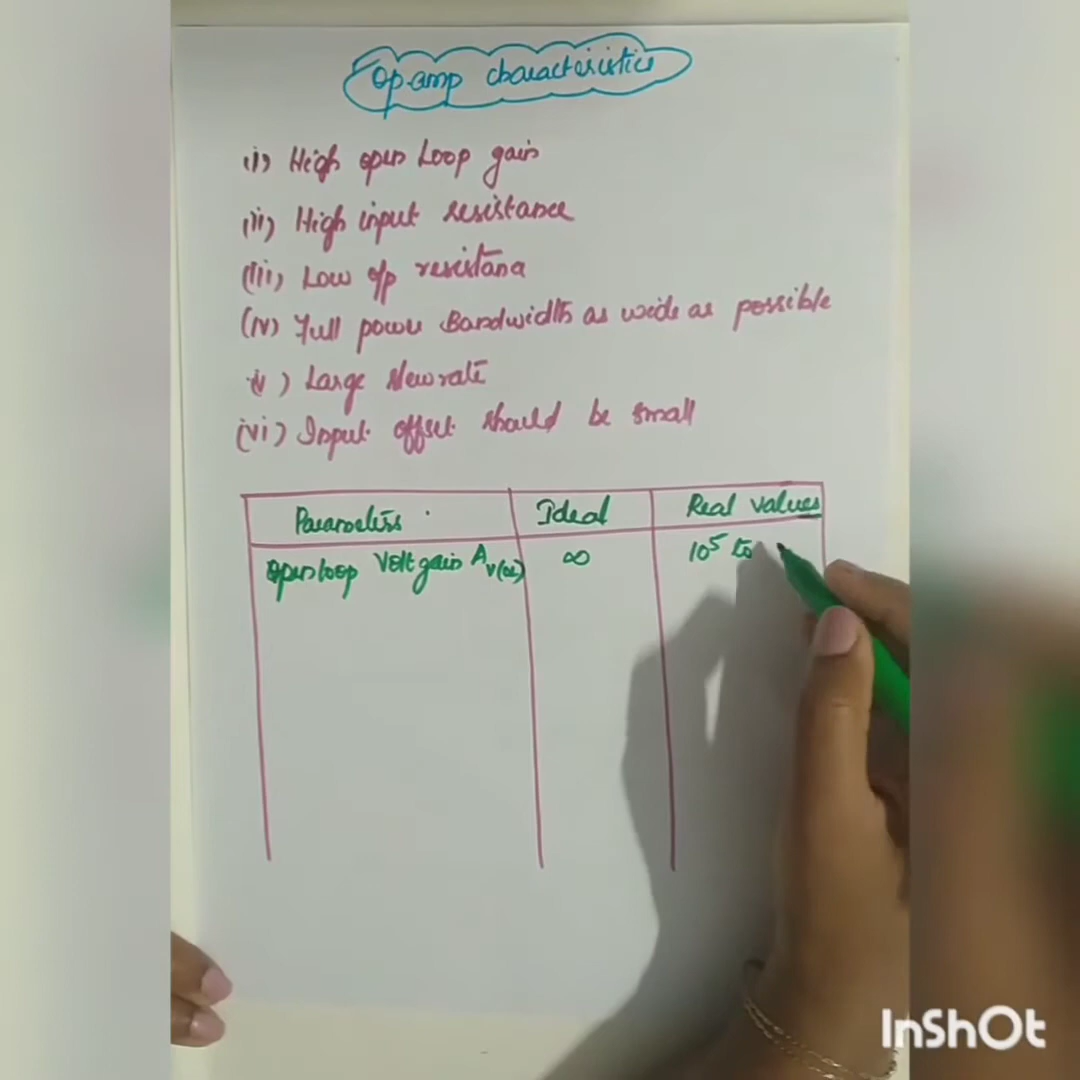 Op-amp characteristics
(i) High open Loop gain
(ii) High input resistance
(iii) Low o/p resistana
(iv) Full power Bandwidth as wide as possible
(v) Large slew rate
(vi) Input offset should be small
Parameters Ideal Real values
open loop Volt gain A v(oL) ∞ 10⁵ to
InShOt